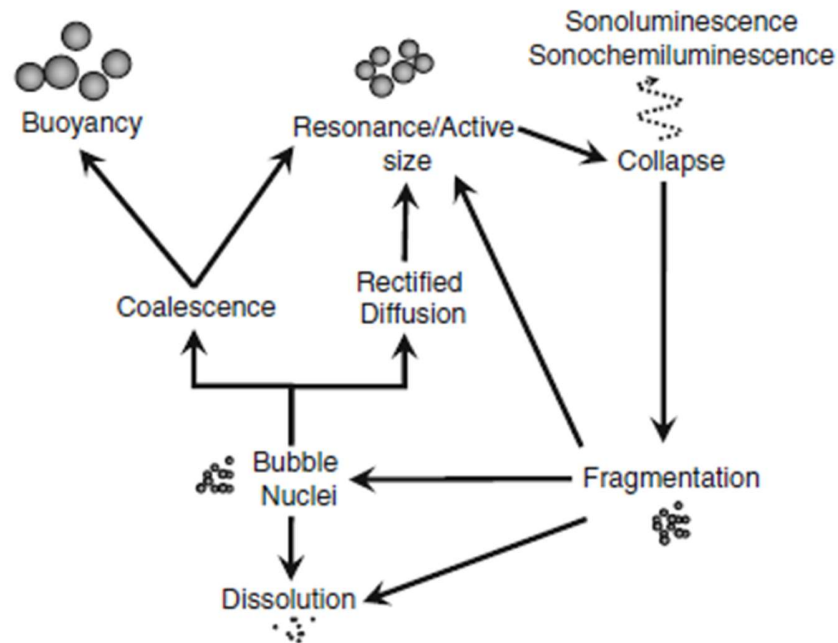 Sonoluminescence
Sonochemiluminescence
Buoyancy
Resonance/Active
size
Collapse
Coalescence
Rectified
Diffusion
Bubble
Nuclei
Fragmentation
Dissolution